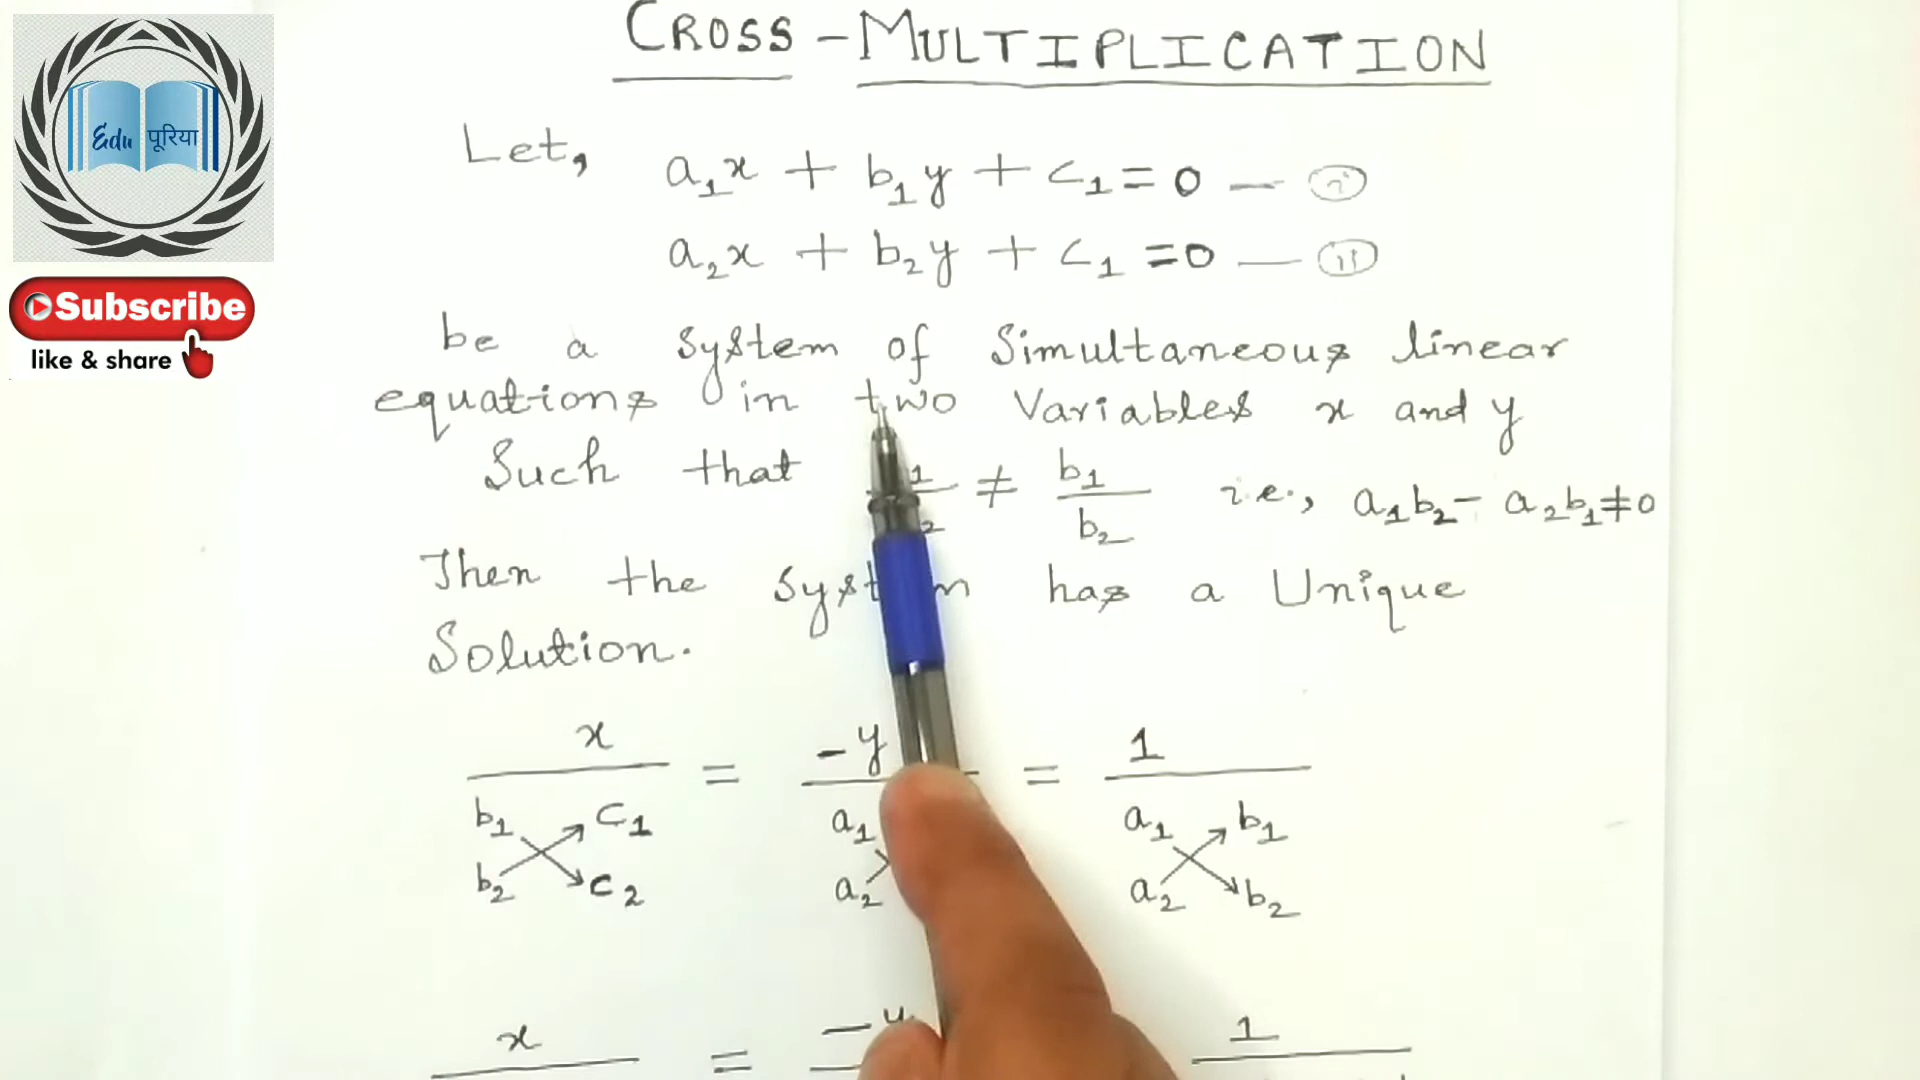 CROSS - MULTIPLICATION
Edu पूरिया
Subscribe
like & share
Let,
a₁x + b₁y + c₁ = 0 — (i)
a₂x + b₂y + c₁ = 0 — (ii)
be a system of Simultaneous linear
equations in two Variables x and y
Such that 1/2 ≠ b₁/b₂ i.e., a₁b₂ - a₂b₁ ≠ 0
Then the system has a Unique
Solution.
x = -y = 1
b₁ c₁ a₁ a₁ b₁
b₂ c₂ a₂ a₂ b₂
x = -y 1